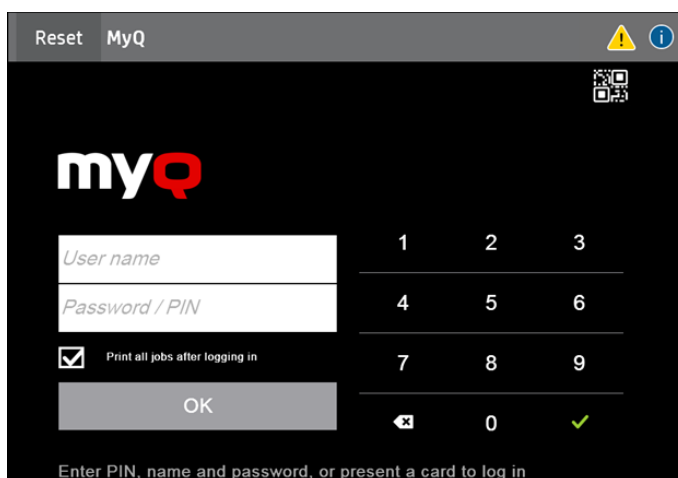 Reset MyQ
myQ
User name
Password / PIN
Print all jobs after logging in
OK
1 2 3
4 5 6
7 8 9
0
Enter PIN, name and password, or present a card to log in